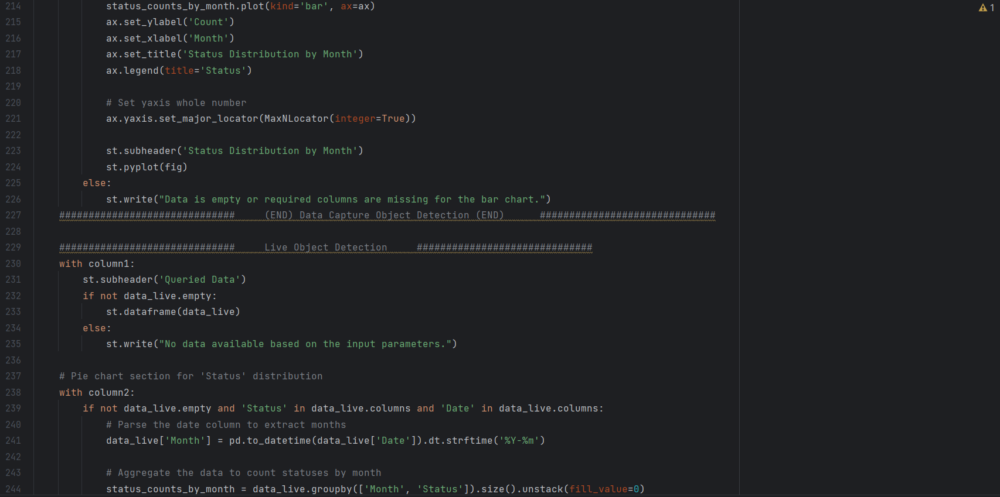 214 status_counts_by_month.plot(kind='bar', ax=ax)
215 ax.set_ylabel('Count')
216 ax.set_xlabel('Month')
217 ax.set_title('Status Distribution by Month')
218 ax.legend(title='Status')
219
220 # Set yaxis whole number
221 ax.yaxis.set_major_locator(MaxNLocator(integer=True))
222
223 st.subheader('Status Distribution by Month')
224 st.pyplot(fig)
225 else:
226 st.write("Data is empty or required columns are missing for the bar chart.")
227 ##############################     (END) Data Capture Object Detection (END)      ##############################
228
229 ##############################     Live Object Detection     ##############################
230 with column1:
231 st.subheader('Queried Data')
232 if not data_live.empty:
233 st.dataframe(data_live)
234 else:
235 st.write("No data available based on the input parameters.")
236
237 # Pie chart section for 'Status' distribution
238 with column2:
239 if not data_live.empty and 'Status' in data_live.columns and 'Date' in data_live.columns:
240 # Parse the date column to extract months
241 data_live['Month'] = pd.to_datetime(data_live['Date']).dt.strftime('%Y-%m')
242
243 # Aggregate the data to count statuses by month
244 status_counts_by_month = data_live.groupby(['Month', 'Status']).size().unstack(fill_value=0)
1